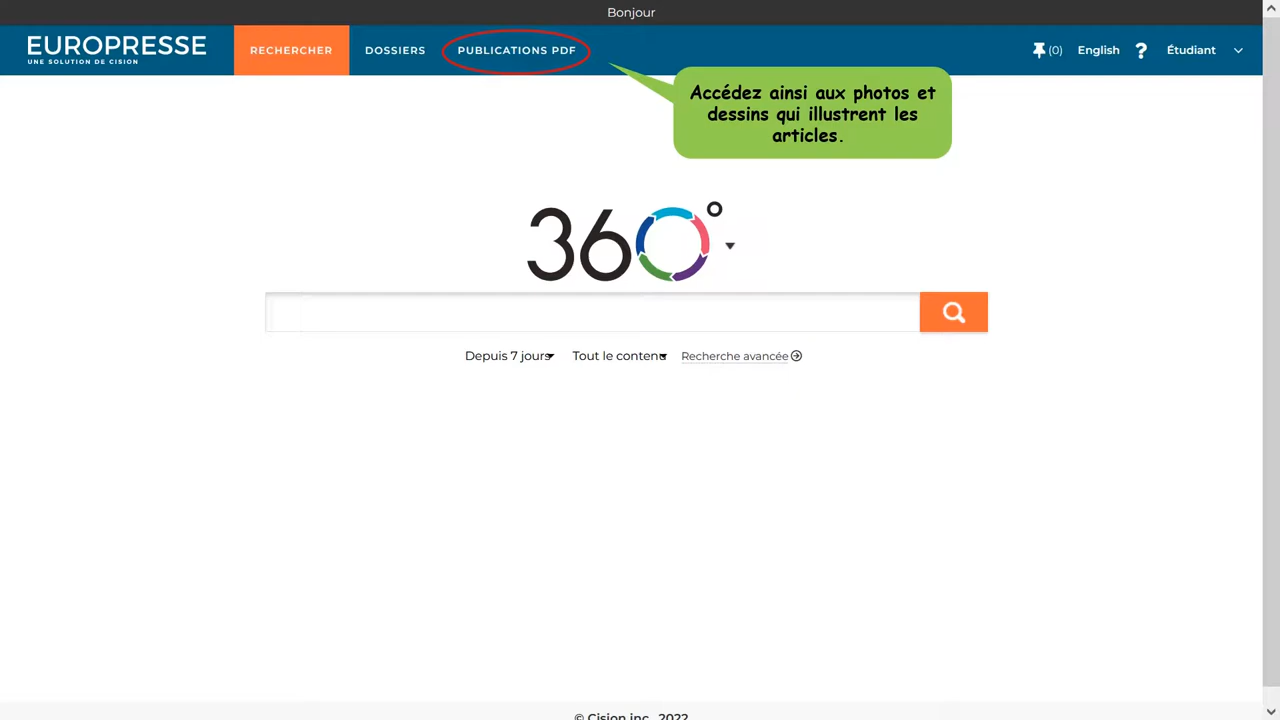 Bonjour
EUROPRESSE
UNE SOLUTION DE CISION
RECHERCHER
DOSSIERS
PUBLICATIONS PDF
(0)
English
?
Étudiant
Accédez ainsi aux photos et
dessins qui illustrent les
articles.
360°
Depuis 7 jours
Tout le contenu
Recherche avancée
© Cision inc. 2022